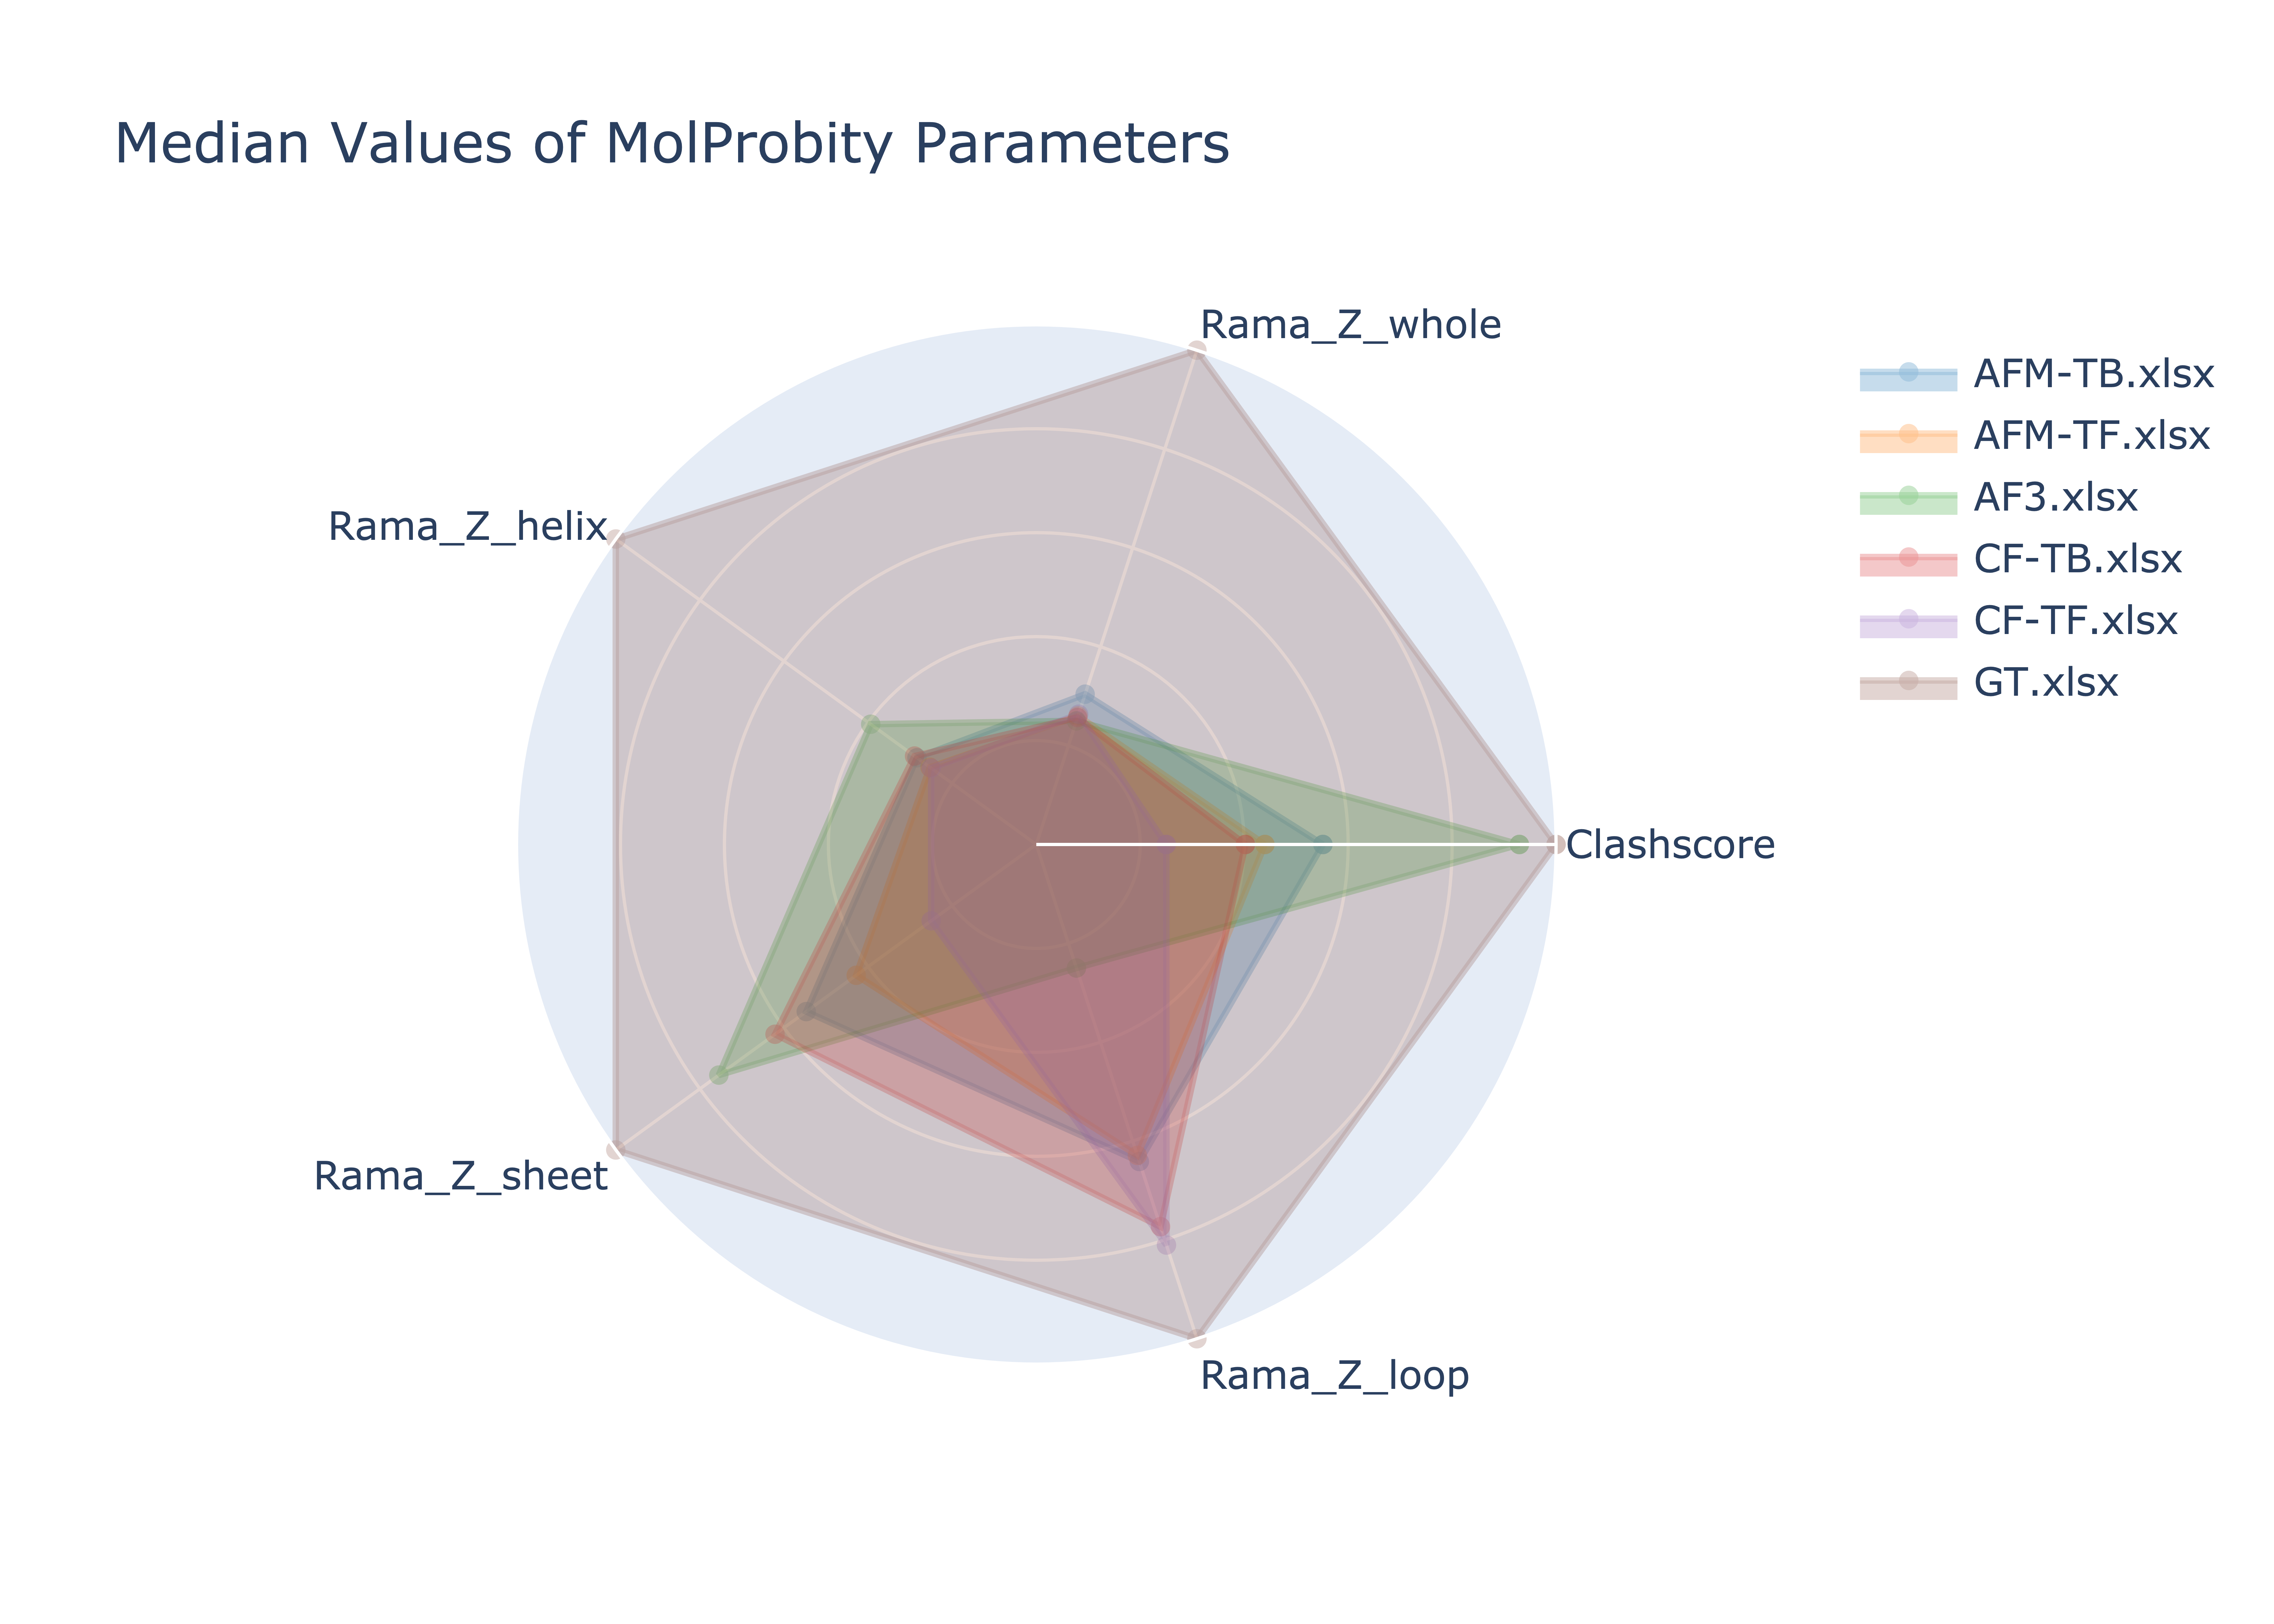 Median Values of MolProbity Parameters
Rama_Z_whole
Rama_Z_helix
Clashscore
Rama_Z_sheet
Rama_Z_loop
AFM-TB.xlsx
AFM-TF.xlsx
AF3.xlsx
CF-TB.xlsx
CF-TF.xlsx
GT.xlsx